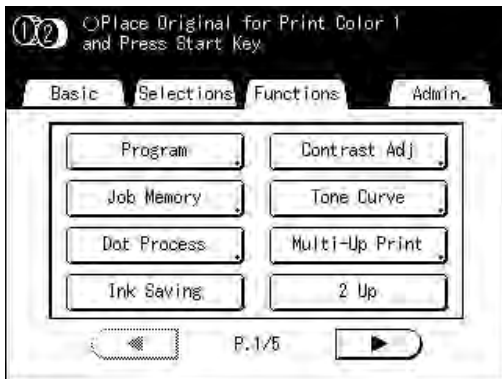 ①② ○Place Original for Print Color 1
and Press Start Key
Basic Selections Functions Admin.
Program Contrast Adj
Job Memory Tone Curve
Dot Process Multi-Up Print
Ink Saving 2 Up
◀ P.1/5 ▶